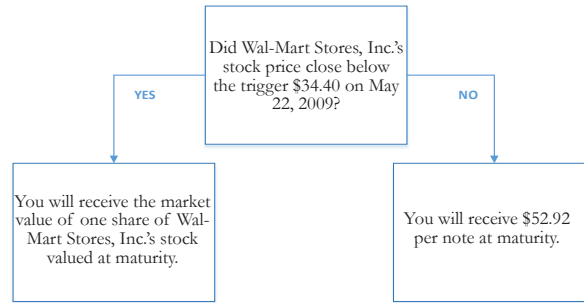 Did Wal-Mart Stores, Inc.'s
stock price close below
the trigger $34.40 on May
22, 2009?
YES
NO
You will receive the market
value of one share of Wal-
Mart Stores, Inc.'s stock
valued at maturity.
You will receive $52.92
per note at maturity.